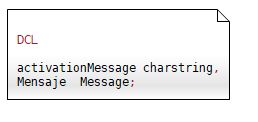 DCL
activationMessage charstring,
Mensaje  Message;